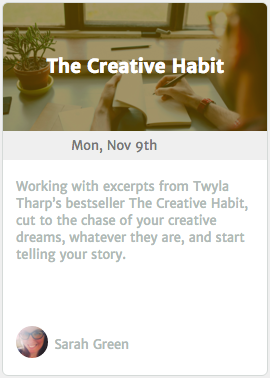 The Creative Habit
Mon, Nov 9th
Working with excerpts from Twyla
Tharp's bestseller The Creative Habit,
cut to the chase of your creative
dreams, whatever they are, and start
telling your story.
Sarah Green